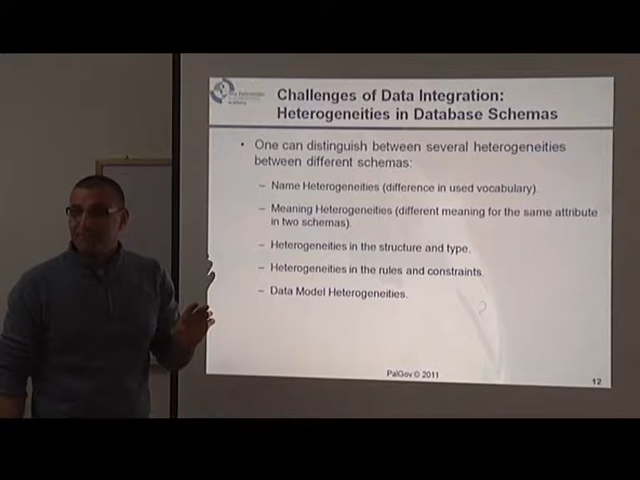 Challenges of Data Integration:
Heterogeneities in Database Schemas
• One can distinguish between several heterogeneities
between different schemas:
– Name Heterogeneities (difference in used vocabulary).
– Meaning Heterogeneities (different meaning for the same attribute
in two schemas).
– Heterogeneities in the structure and type.
– Heterogeneities in the rules and constraints.
– Data Model Heterogeneities.
PalGov © 2011
12